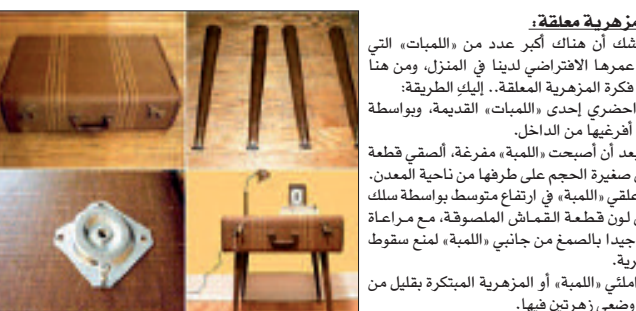 مزهرية معلقة:
شك أن هناك أكبر عدد من «اللمبات» التي
عمرها الافتراضي لدينا في المنزل، ومن هنا
فكرة المزهرية المعلقة.. إليكِ الطريقة:
احضري إحدى «اللمبات» القديمة، وبواسطة
أفرغيها من الداخل.
بعد أن أصبحت «اللمبة» مفرغة، ألصقي قطعة
صغيرة الحجم على طرفها من ناحية المعدن.
علقي «اللمبة» في ارتفاع متوسط بواسطة سلك
لون قطعة القماش الملصوقة، مع مراعاة
جيدا بالصمغ من جانبي «اللمبة» لمنع سقوط
املئي «اللمبة» أو المزهرية المبتكرة بقليل من
وضعي زهرتين فيها.